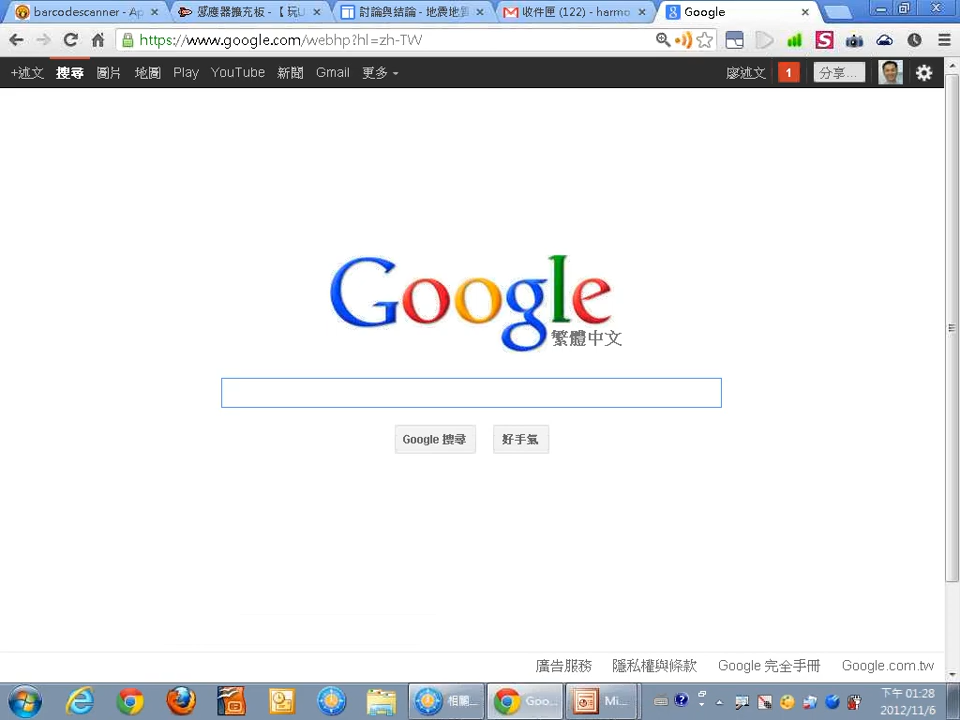 barcodescanner - Ap
感應器擴充板 -【 玩U
討論與結論 - 地震地質
收件匣 (122) - harmo
Google
https://www.google.com/webhp?hl=zh-TW
+述文 搜尋 圖片 地圖 Play YouTube 新聞 Gmail 更多
廖述文 1 分享...
Google
繁體中文
Google 搜尋 好手氣
廣告服務 隱私權與條款 Google 完全手冊 Google.com.tw
相關... Goo... Mi...
下午 01:28
2012/11/6